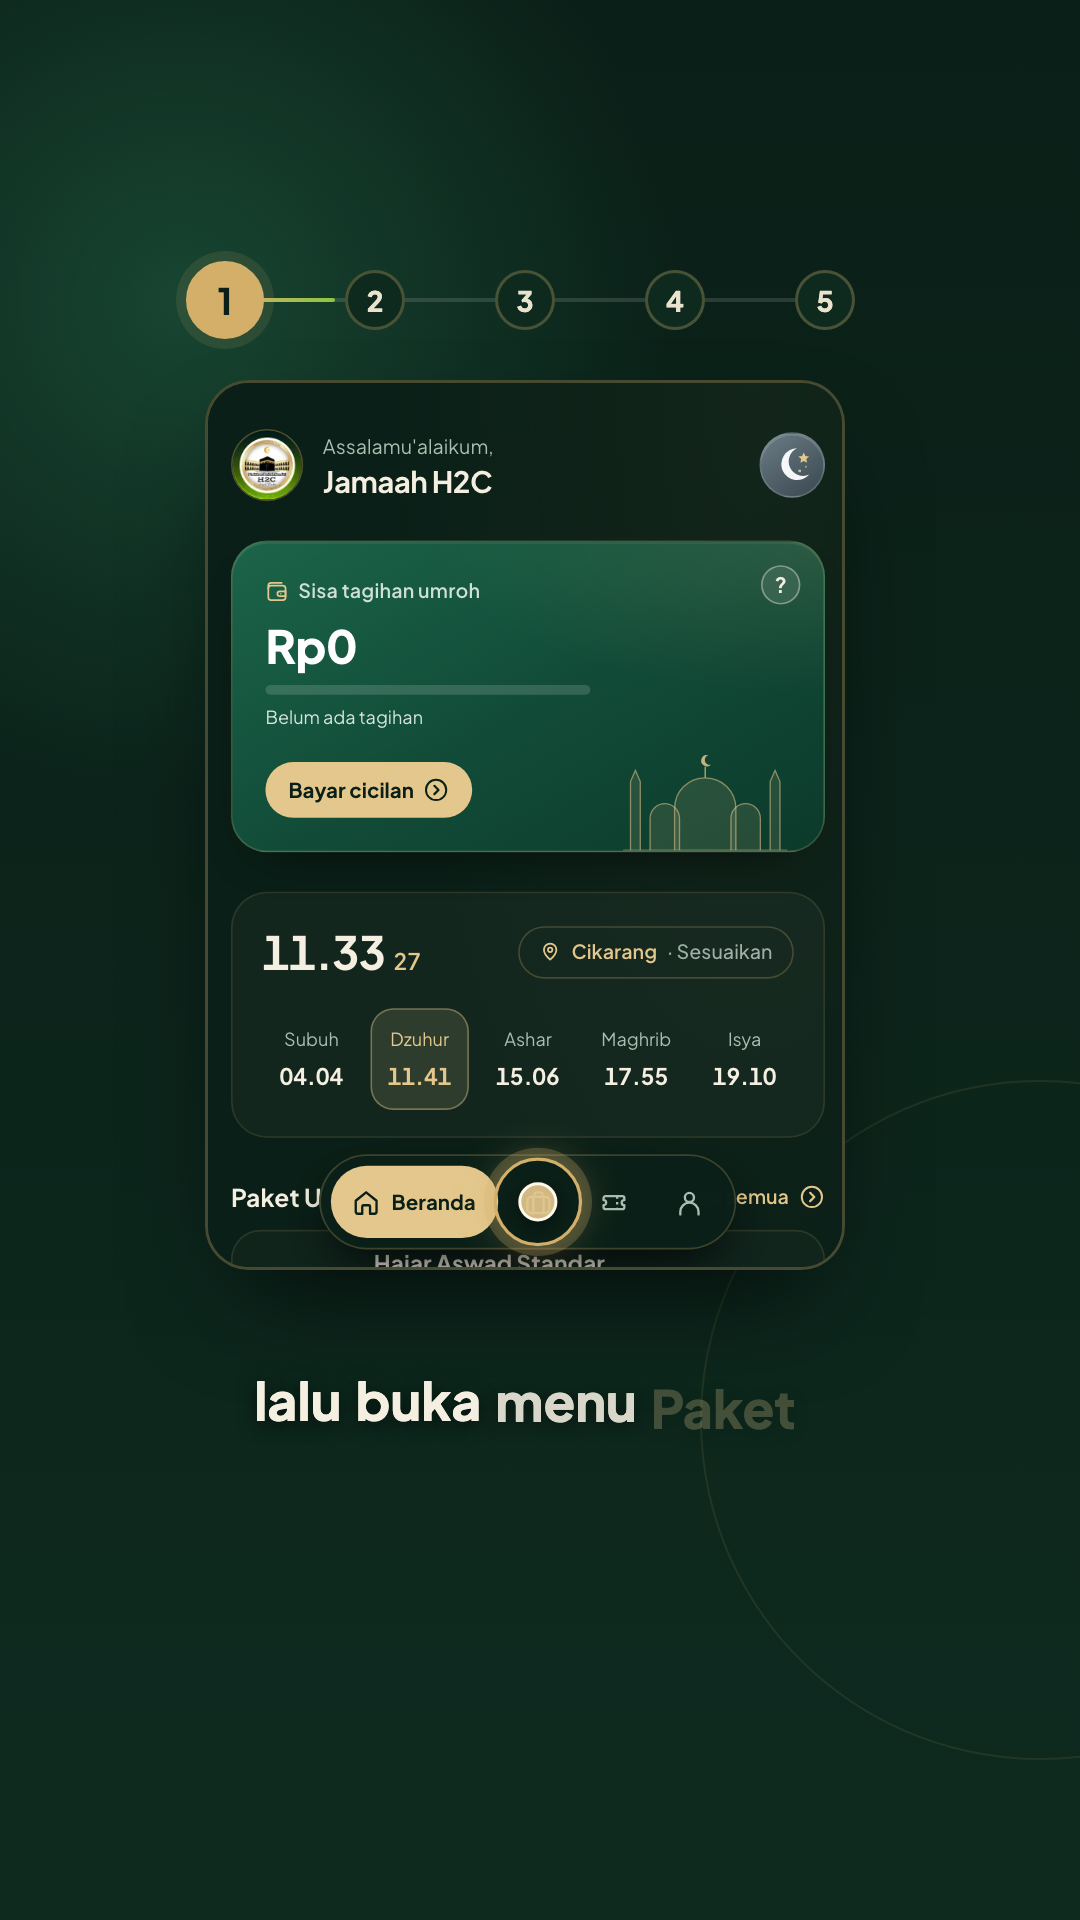 1 2 3 4 5
Assalamu'alaikum,
Jamaah H2C
H2C
Sisa tagihan umroh
?
Rp0
Belum ada tagihan
Bayar cicilan
11.33 27
Cikarang · Sesuaikan
Subuh Dzuhur Ashar Maghrib Isya
04.04 11.41 15.06 17.55 19.10
Paket U
Beranda
emua
Hajar Aswad Standar
lalu buka menu Paket